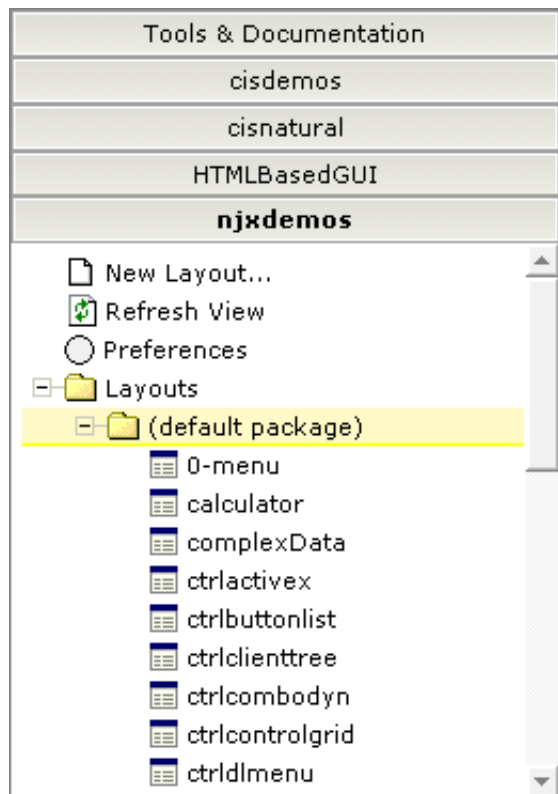 Tools & Documentation
cisdemos
cisnatural
HTMLBasedGUI
njxdemos
New Layout...
Refresh View
Preferences
Layouts
(default package)
0-menu
calculator
complexData
ctrlactivex
ctrlbuttonlist
ctrlclienttree
ctrlcombodyn
ctrlcontrolgrid
ctrldlmenu